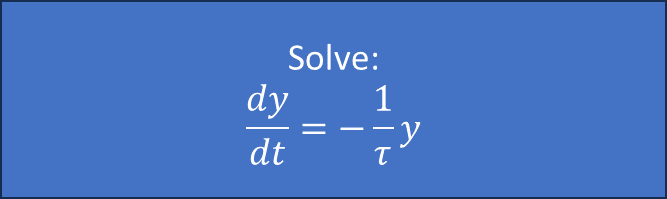 Solve:
dy/dt = − 1/τ y